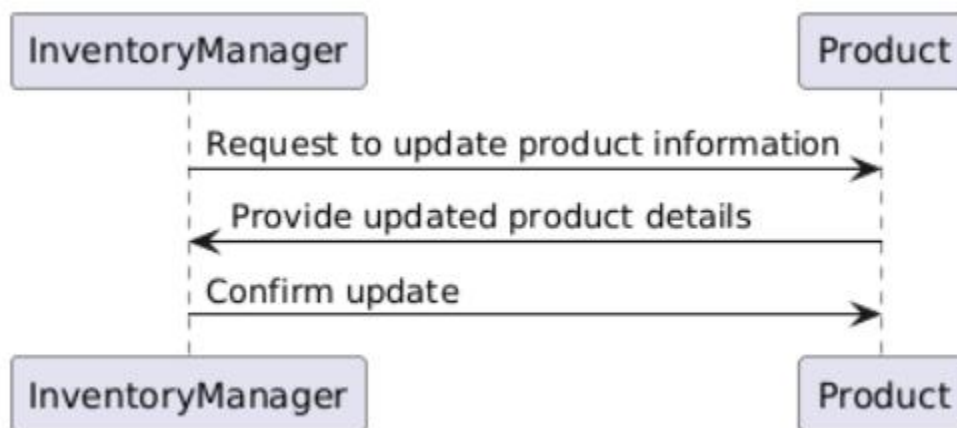 InventoryManager
Product
Request to update product information
Provide updated product details
Confirm update
InventoryManager
Product